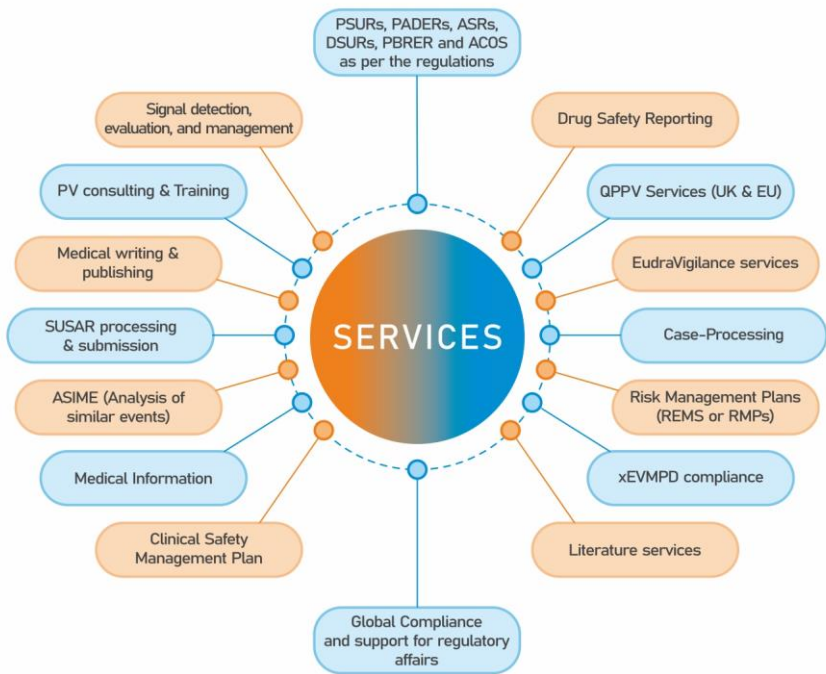 PSURs, PADERs, ASRs,
DSURs, PBRER and ACOS
as per the regulations
Signal detection,
evaluation, and management
Drug Safety Reporting
PV consulting & Training
QPPV Services (UK & EU)
Medical writing &
publishing
EudraVigilance services
SUSAR processing
& submission
SERVICES
Case-Processing
ASIME (Analysis of
similar events)
Risk Management Plans
(REMS or RMPs)
Medical Information
xEVMPD compliance
Clinical Safety
Management Plan
Literature services
Global Compliance
and support for regulatory
affairs